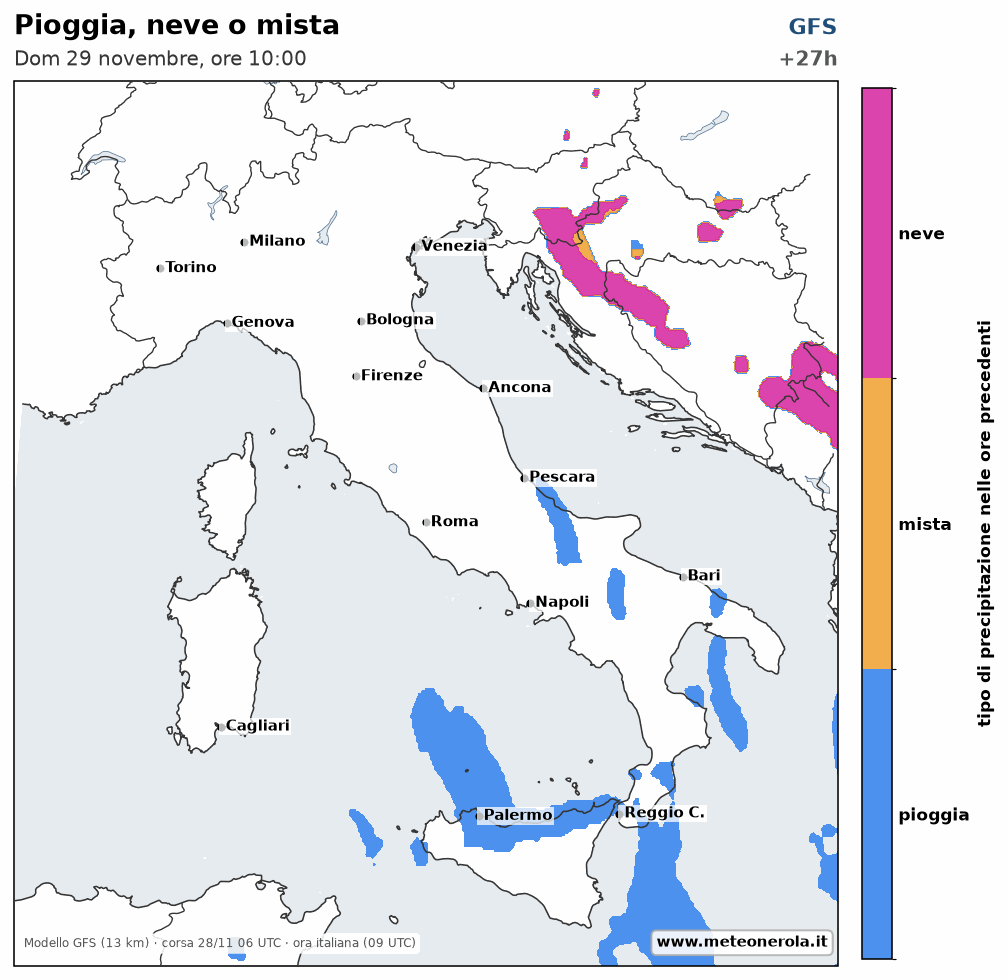 Pioggia, neve o mista
GFS
Dom 29 novembre, ore 10:00
+27h
neve
Milano
Venezia
Torino
Genova
Bologna
Firenze
Ancona
Pescara
Roma
mista
Bari
Napoli
tipo di precipitazione nelle ore precedenti
Cagliari
Palermo
Reggio C.
pioggia
Modello GFS (13 km) · corsa 28/11 06 UTC · ora italiana (09 UTC)
www.meteonerola.it